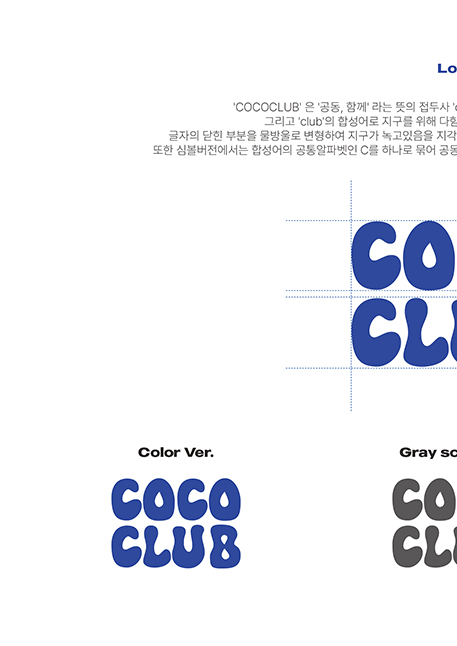 Lo
'COCOCLUB' 은 '공동, 함께' 라는 뜻의 접두사 'c
그리고 'club'의 합성어로 지구를 위해 다함
글자의 닫힌 부분을 물방울로 변형하여 지구가 녹고있음을 지각
또한 심볼버전에서는 합성어의 공통알파벳인 C를 하나로 묶어 공동
CO
CLU
Color Ver.
Gray sc
COCO
CLUB
CO
CLU